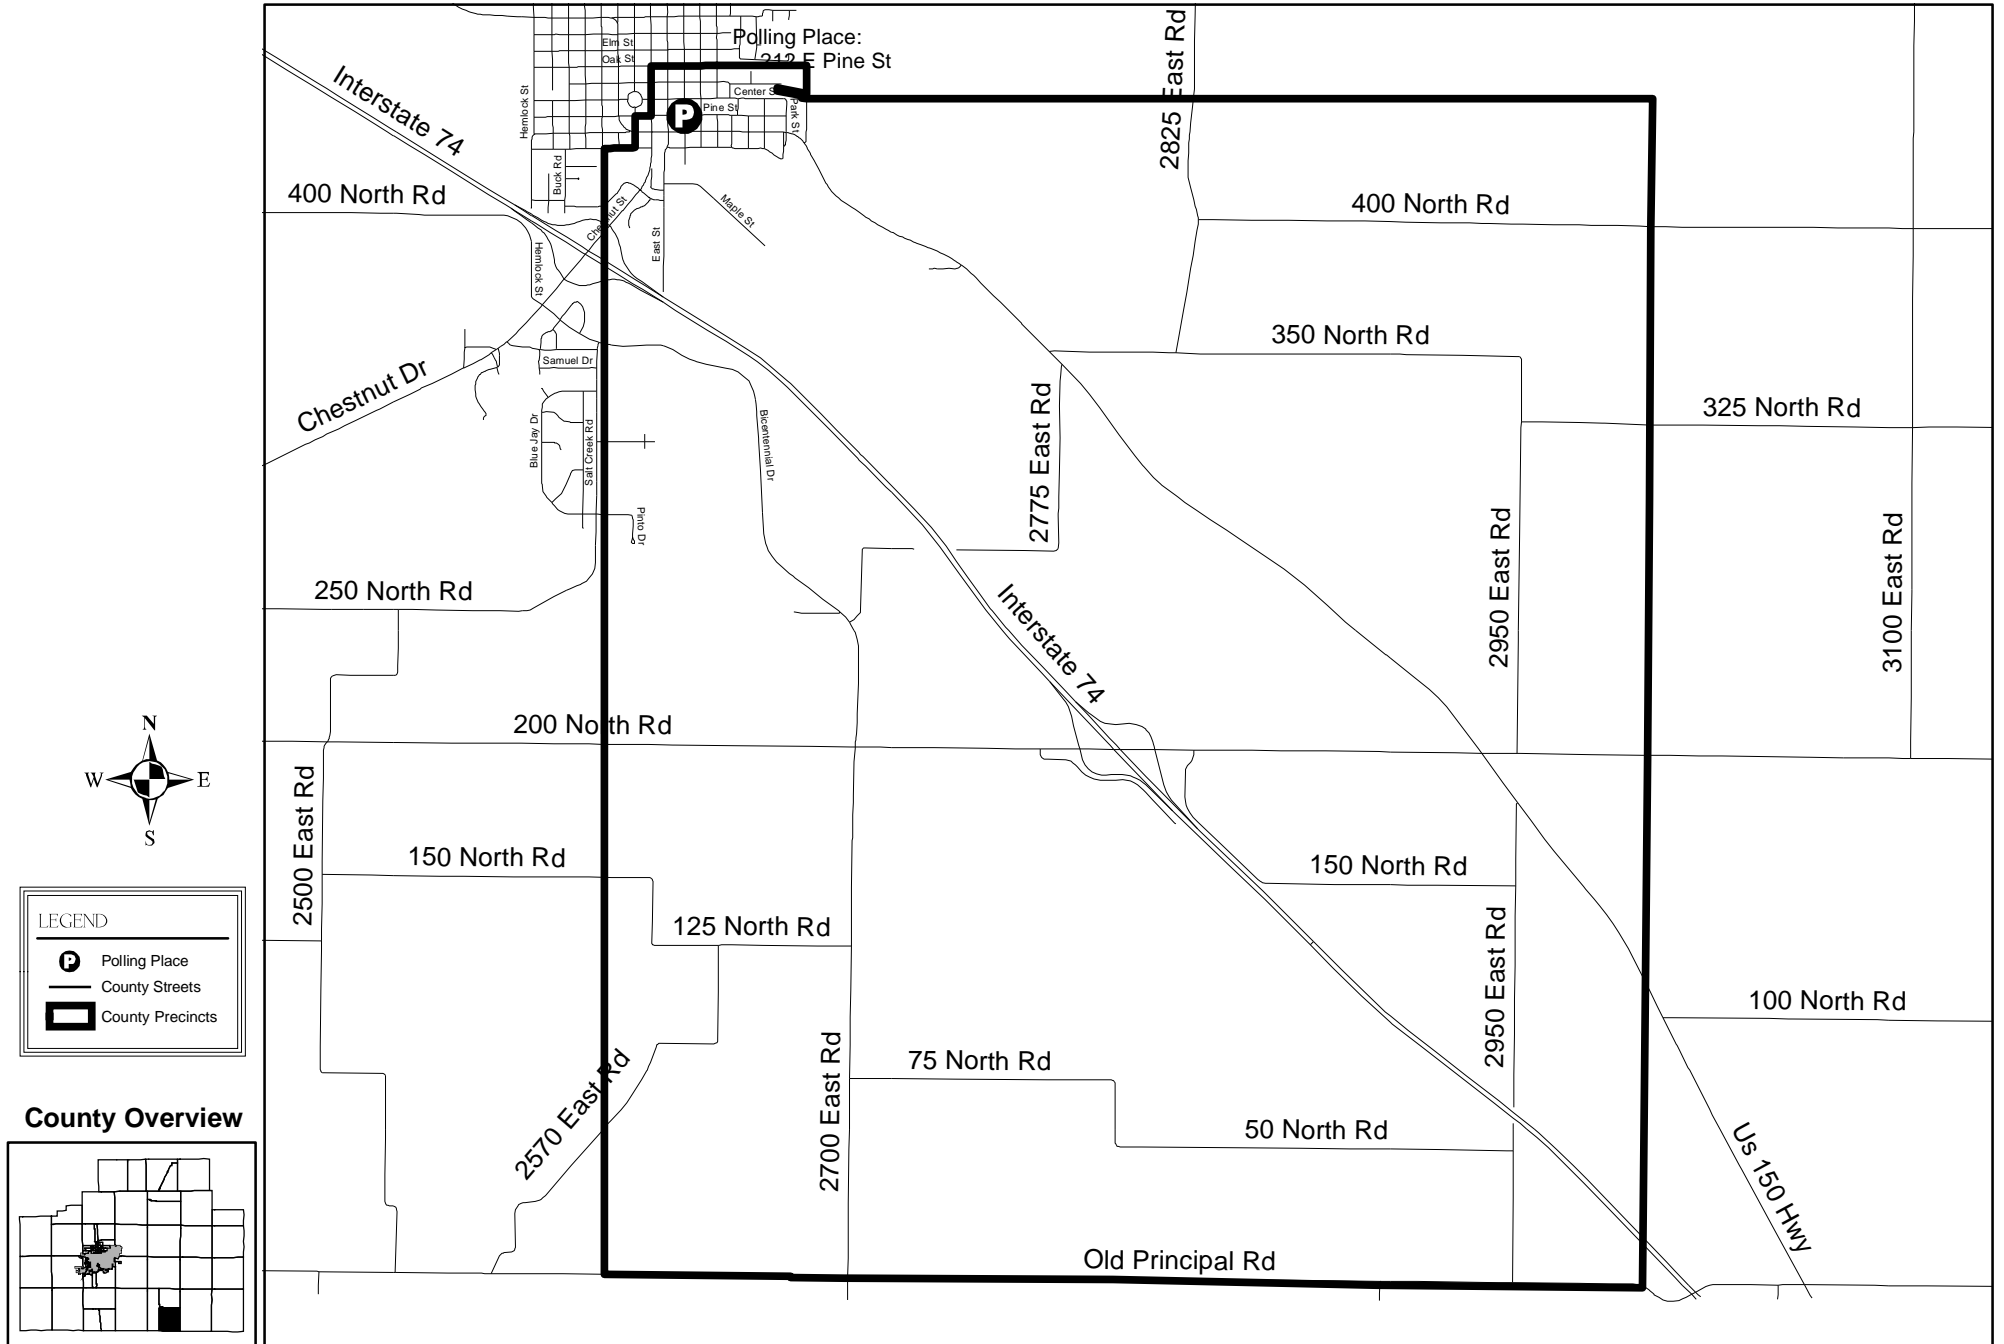 Elm St
Oak St
Polling Place:
212 E Pine St
2825 East Rd
Interstate 74
Hemlock St
Center S
Pine St
Park St
P
Buck Rd
400 North Rd
Chestnut St
Maple St
East St
400 North Rd
Hemlock St
350 North Rd
Samuel Dr
Chestnut Dr
2775 East Rd
325 North Rd
Blue Jay Dr
Salt Creek Rd
Bicentennial Dr
Pinto Dr
2950 East Rd
3100 East Rd
250 North Rd
Interstate 74
200 North Rd
N
W
E
S
2500 East Rd
150 North Rd
150 North Rd
LEGEND
P Polling Place
County Streets
County Precincts
125 North Rd
2950 East Rd
100 North Rd
2570 East Rd
2700 East Rd
75 North Rd
50 North Rd
Us 150 Hwy
County Overview
Old Principal Rd